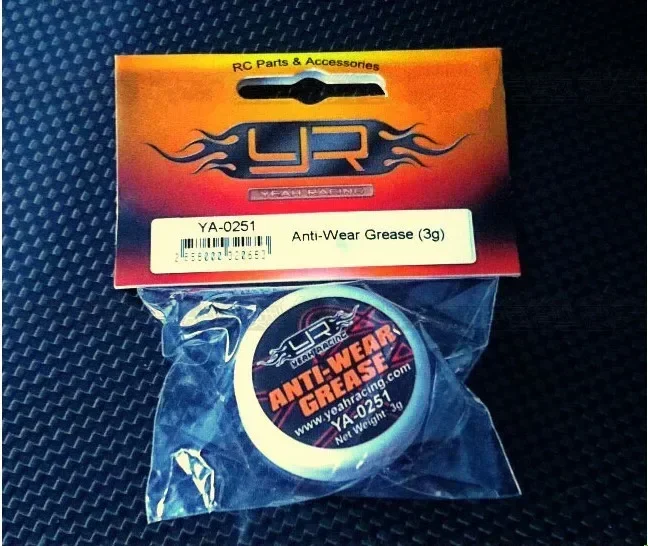 RC Parts & Accessories
YR
YEAH RACING
YA-0251
Anti-Wear Grease (3g)
YR
YEAH RACING
ANTI-WEAR
GREASE
www.yeahracing.com
YA-0251
Net Weight: 3g